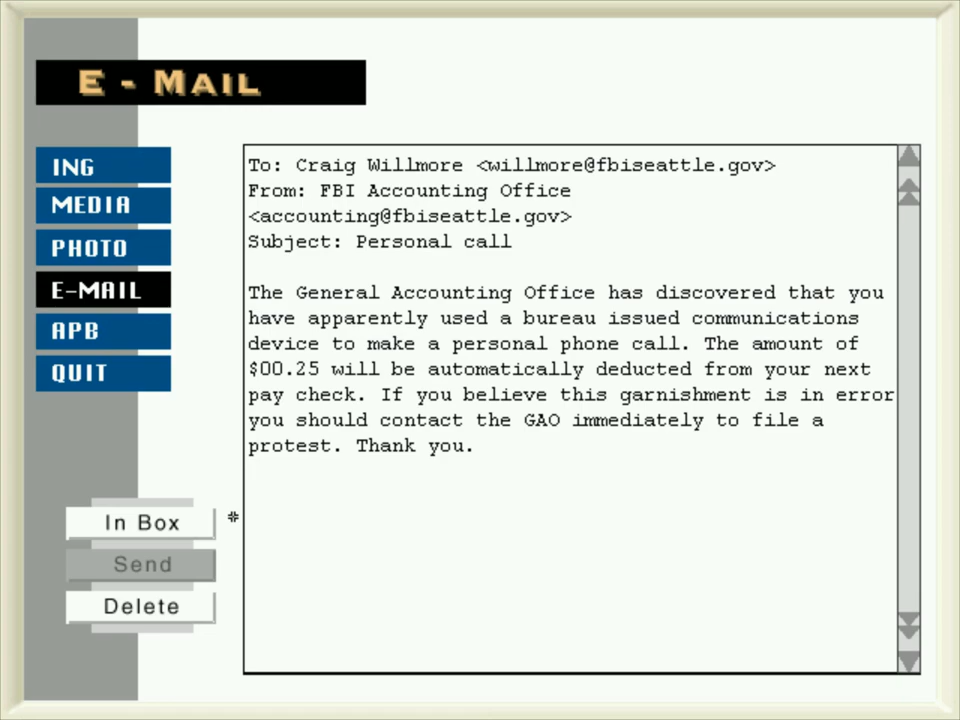 E - MAIL
ING
MEDIA
PHOTO
E-MAIL
APB
QUIT
In Box
Send
Delete
To: Craig Willmore <willmore@fbiseattle.gov>
From: FBI Accounting Office
<accounting@fbiseattle.gov>
Subject: Personal call
The General Accounting Office has discovered that you
have apparently used a bureau issued communications
device to make a personal phone call. The amount of
$00.25 will be automatically deducted from your next
pay check. If you believe this garnishment is in error
you should contact the GAO immediately to file a
protest. Thank you.